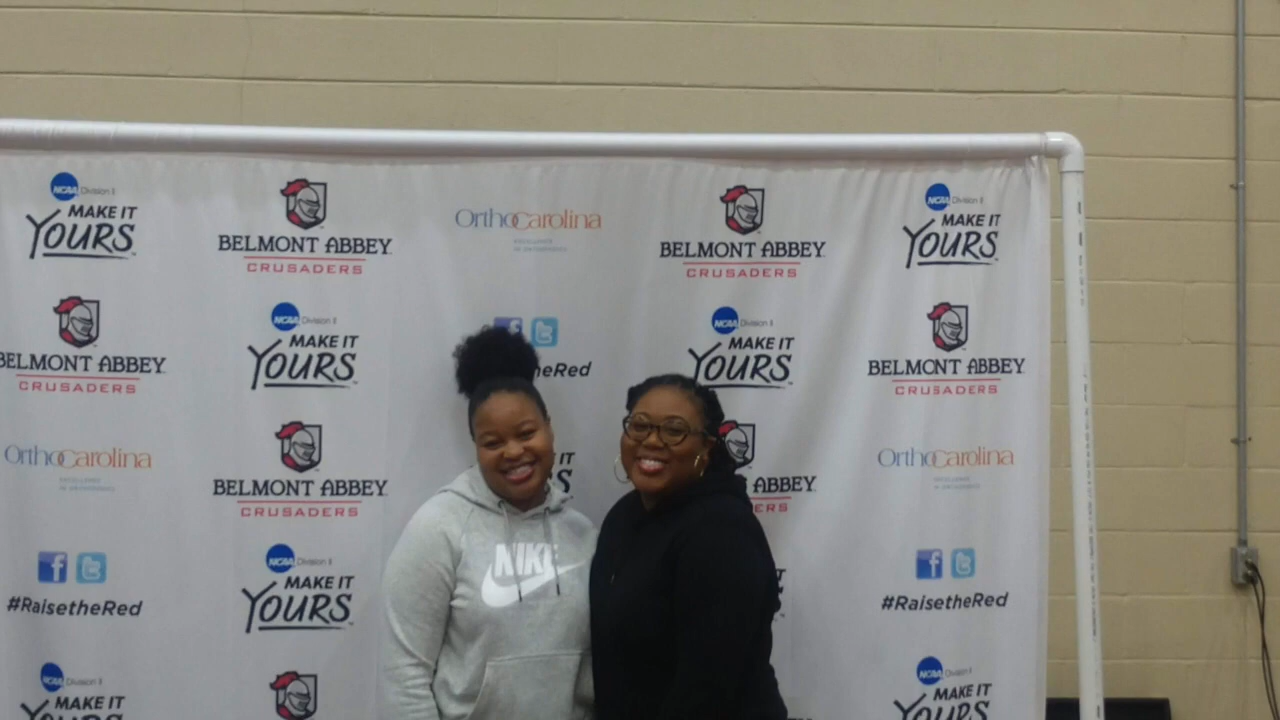 NCAA Division II
MAKE IT
YOURS
BELMONT ABBEY
CRUSADERS
OrthoCarolina
BELMONT ABBEY
CRUSADERS
NCAA Division II
MAKE IT
YOURS
BELMONT ABBEY
CRUSADERS
NCAA Division II
MAKE IT
YOURS
f t
heRed
NCAA Division II
MAKE IT
YOURS
BELMONT ABBEY
CRUSADERS
OrthoCarolina
BELMONT ABBEY
CRUSADERS
IT
ABBEY
ERS
OrthoCarolina
f t
#RaisetheRed
NCAA Division II
MAKE IT
YOURS
NIKE
f t
#RaisetheRed
NCAA Division II
MAKE IT
YOURS
NCAA Division II
MAKE IT
YOURS